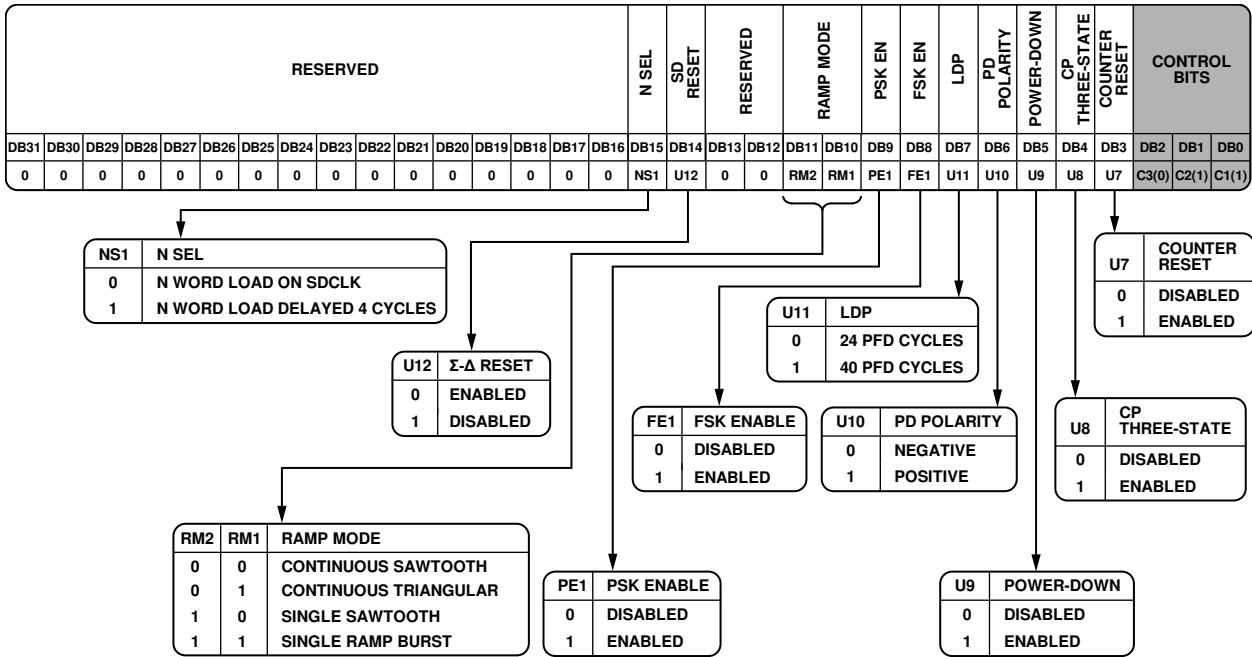 RESERVED
N SEL
SD
RESET
RESERVED
RAMP MODE
PSK EN
FSK EN
LDP
PD
POLARITY
POWER-DOWN
CP
THREE-STATE
COUNTER
RESET
CONTROL
BITS
DB31 DB30 DB29 DB28 DB27 DB26 DB25 DB24 DB23 DB22 DB21 DB20 DB19 DB18 DB17 DB16 DB15 DB14 DB13 DB12 DB11 DB10 DB9 DB8 DB7 DB6 DB5 DB4 DB3 DB2 DB1 DB0
0 0 0 0 0 0 0 0 0 0 0 0 0 0 0 0 NS1 U12 0 0 RM2 RM1 PE1 FE1 U11 U10 U9 U8 U7 C3(0) C2(1) C1(1)
NS1 N SEL
0 N WORD LOAD ON SDCLK
1 N WORD LOAD DELAYED 4 CYCLES
U7 COUNTER
RESET
0 DISABLED
1 ENABLED
U11 LDP
0 24 PFD CYCLES
1 40 PFD CYCLES
U12 Σ-Δ RESET
0 ENABLED
1 DISABLED
FE1 FSK ENABLE
0 DISABLED
1 ENABLED
U10 PD POLARITY
0 NEGATIVE
1 POSITIVE
U8 CP
THREE-STATE
0 DISABLED
1 ENABLED
RM2 RM1 RAMP MODE
0 0 CONTINUOUS SAWTOOTH
0 1 CONTINUOUS TRIANGULAR
1 0 SINGLE SAWTOOTH
1 1 SINGLE RAMP BURST
PE1 PSK ENABLE
0 DISABLED
1 ENABLED
U9 POWER-DOWN
0 DISABLED
1 ENABLED